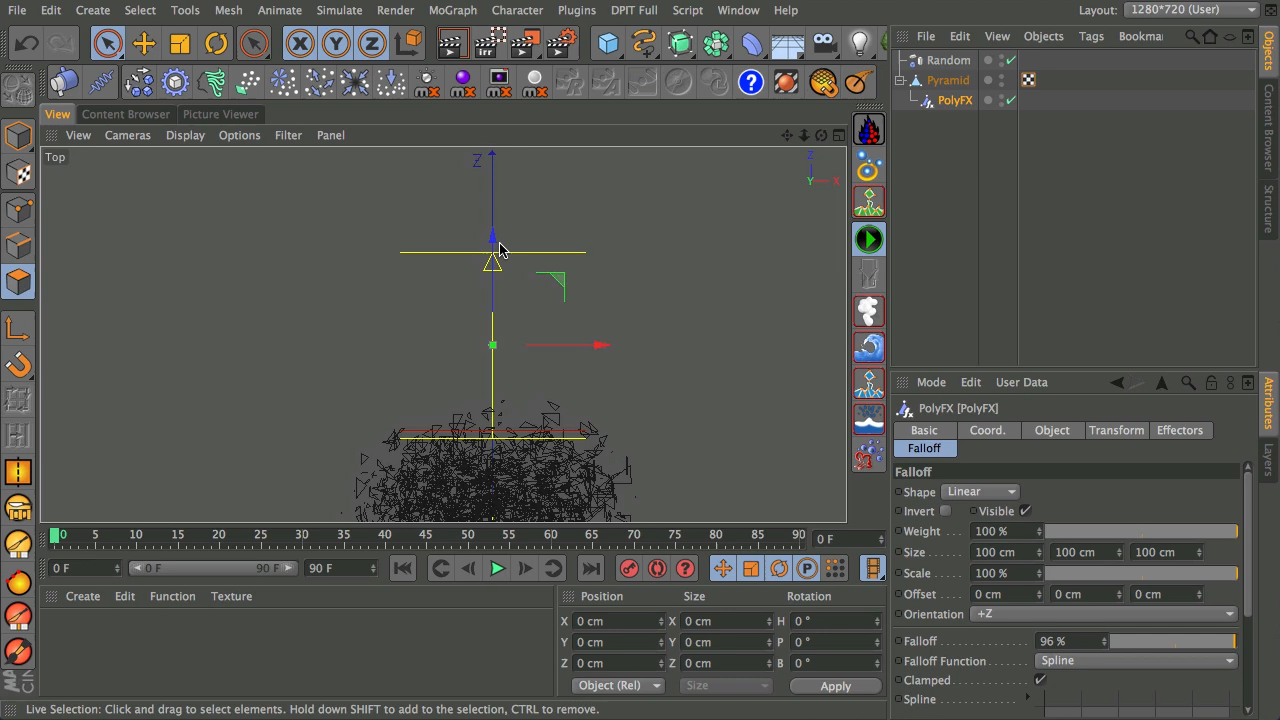 File Edit Create Select Tools Mesh Snap Animate Simulate Render MoGraph Character Plugins DPIT Full Script Window Help Layout: 1280*720 (User)
File Edit View Objects Tags Bookma
Random
Pyramid
PolyFX
View Content Browser Picture Viewer
View Cameras Display Options Filter Panel
Top
Z
Z
Y X
Objects
Content Browser
Structure
Mode Edit User Data
PolyFX [PolyFX]
Basic Coord. Object Transform Effectors
Falloff
Attributes
Layers
Falloff
Shape Linear
Invert Visible
Weight 100 %
Size 100 cm 100 cm 100 cm
Scale 100 %
Offset 0 cm 0 cm 0 cm
Orientation +Z
Falloff 96 %
Falloff Function Spline
Clamped
Spline
0 5 10 15 20 25 30 35 40 45 50 55 60 65 70 75 80 85 90 0 F
0 F 0 F 90 F 90 F
Create Edit Function Texture
Position Size Rotation
X 0 cm X 0 cm H 0 °
Y 0 cm Y 0 cm P 0 °
Z 0 cm Z 0 cm B 0 °
Object (Rel) Size Apply
Live Selection: Click and drag to select elements. Hold down SHIFT to add to the selection, CTRL to remove.